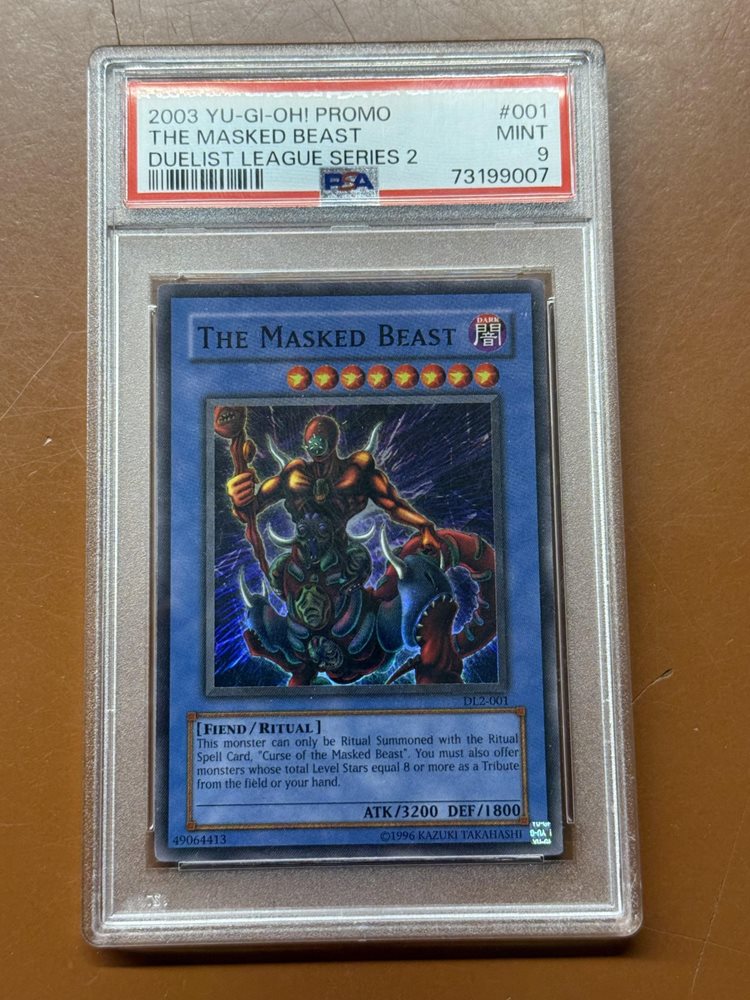 2003 YU-GI-OH! PROMO #001
THE MASKED BEAST MINT
DUELIST LEAGUE SERIES 2 9
PSA 73199007
THE MASKED BEAST
DARK
闇
DL2-001
[FIEND/RITUAL]
This monster can only be Ritual Summoned with the Ritual
Spell Card, "Curse of the Masked Beast". You must also offer
monsters whose total Level Stars equal 8 or more as a Tribute
from the field or your hand.
ATK/3200 DEF/1800
49064413 ©1996 KAZUKI TAKAHASHI